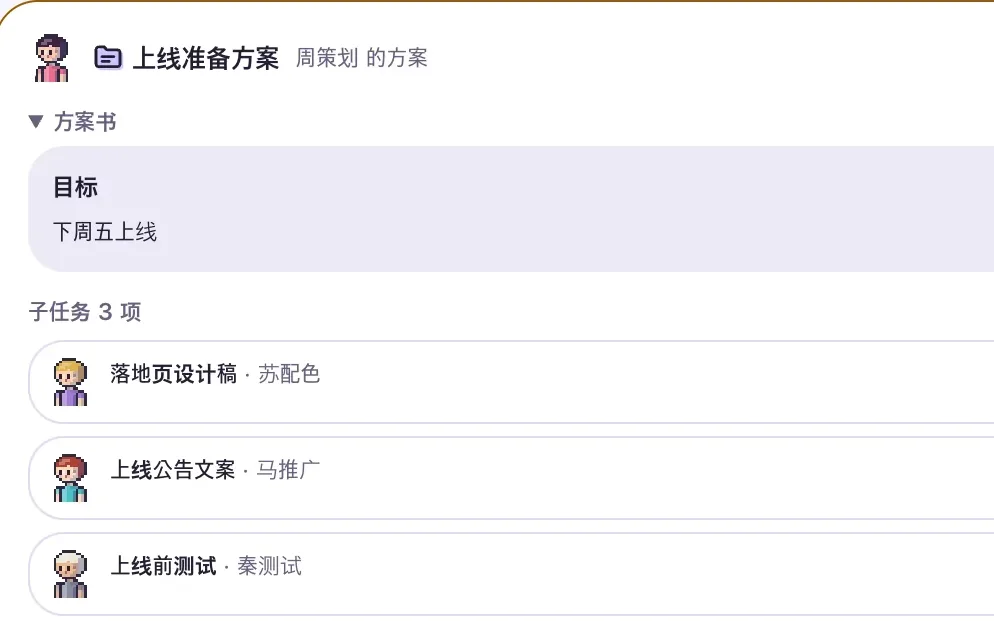 上线准备方案 周策划 的方案
▼ 方案书
目标
下周五上线
子任务 3 项
落地页设计稿 · 苏配色
上线公告文案 · 马推广
上线前测试 · 秦测试